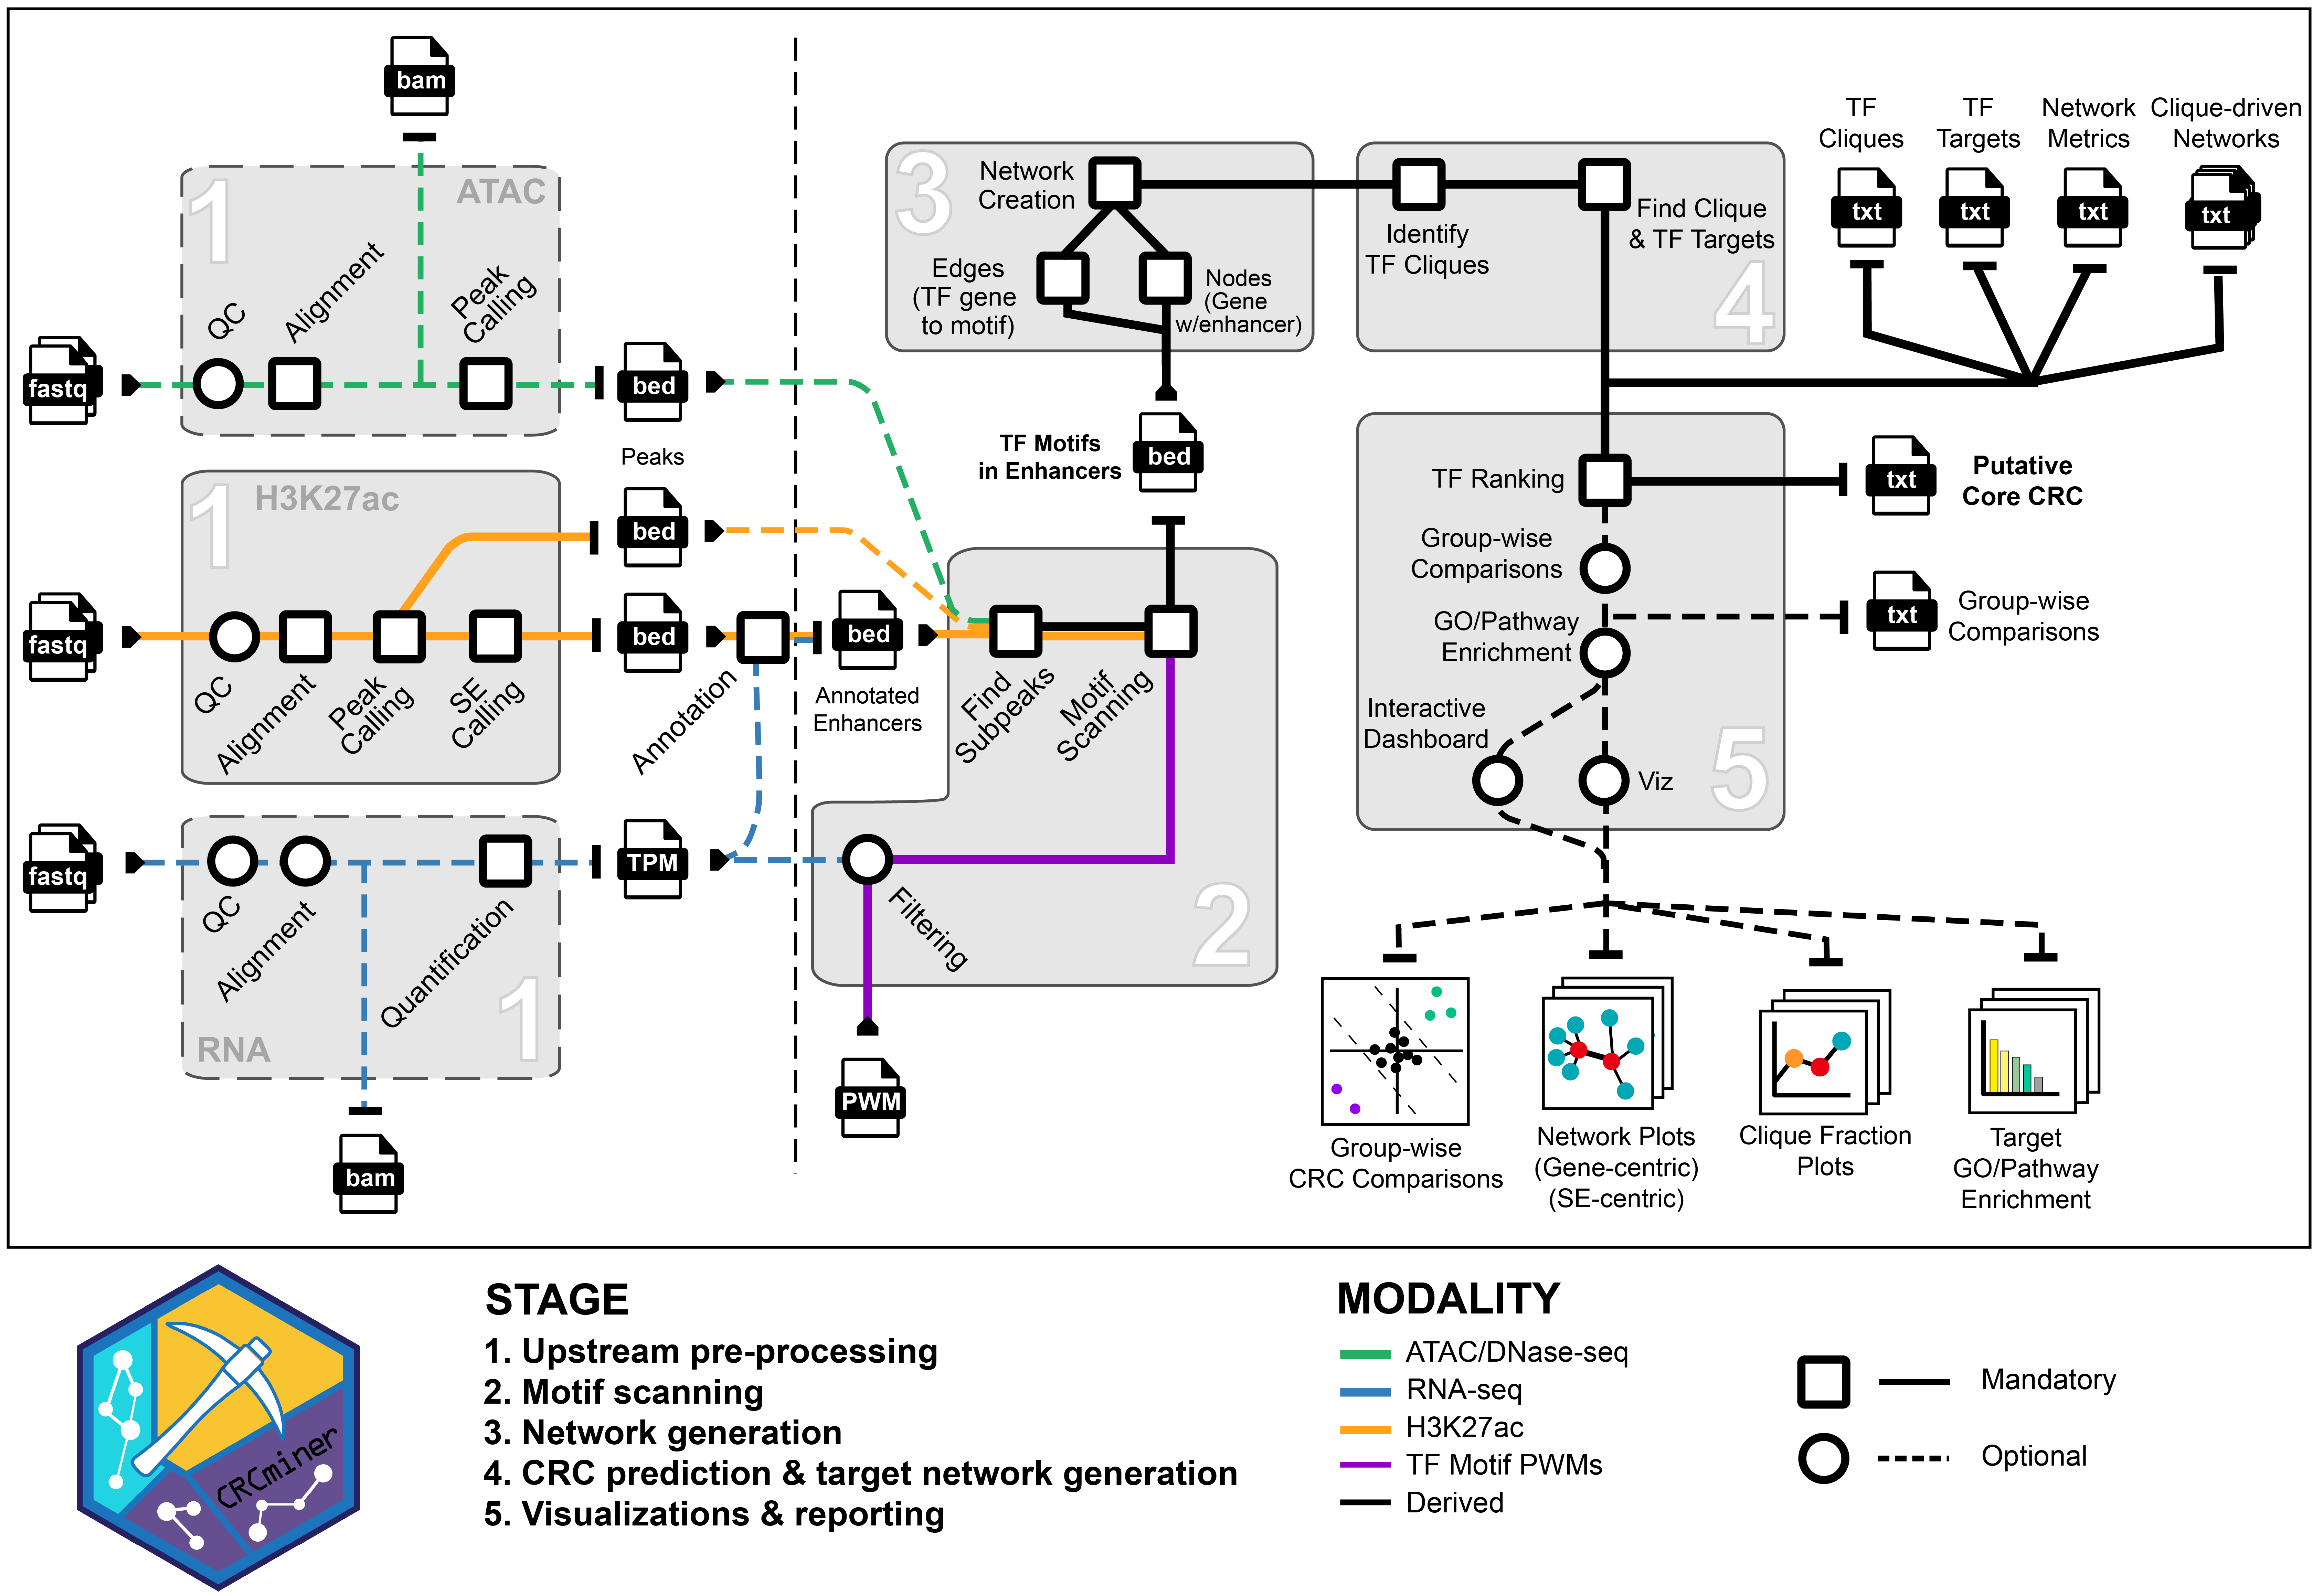 bam
1
ATAC
QC
Alignment
Peak
Calling
fastq
bed
Peaks
1
H3K27ac
bed
fastq
QC
Alignment
Peak
Calling
SE
Calling
bed
Annotation
bed
Annotated
Enhancers
fastq
QC
Alignment
Quantification
RNA
1
TPM
bam
3
Network
Creation
Edges
(TF gene
to motif)
Nodes
(Gene
w/enhancer)
TF Motifs
in Enhancers
bed
Find
Subpeaks
Motif
Scanning
Filtering
2
PWM
Identify
TF Cliques
Find Clique
& TF Targets
4
TF
Cliques
txt
TF
Targets
txt
Network
Metrics
txt
Clique-driven
Networks
txt
TF Ranking
txt
Putative
Core CRC
Group-wise
Comparisons
txt
Group-wise
Comparisons
GO/Pathway
Enrichment
Interactive
Dashboard
Viz
5
Group-wise
CRC Comparisons
Network Plots
(Gene-centric)
(SE-centric)
Clique Fraction
Plots
Target
GO/Pathway
Enrichment
CRCminer
STAGE
1. Upstream pre-processing
2. Motif scanning
3. Network generation
4. CRC prediction & target network generation
5. Visualizations & reporting
MODALITY
ATAC/DNase-seq
RNA-seq
H3K27ac
TF Motif PWMs
Derived
Mandatory
Optional